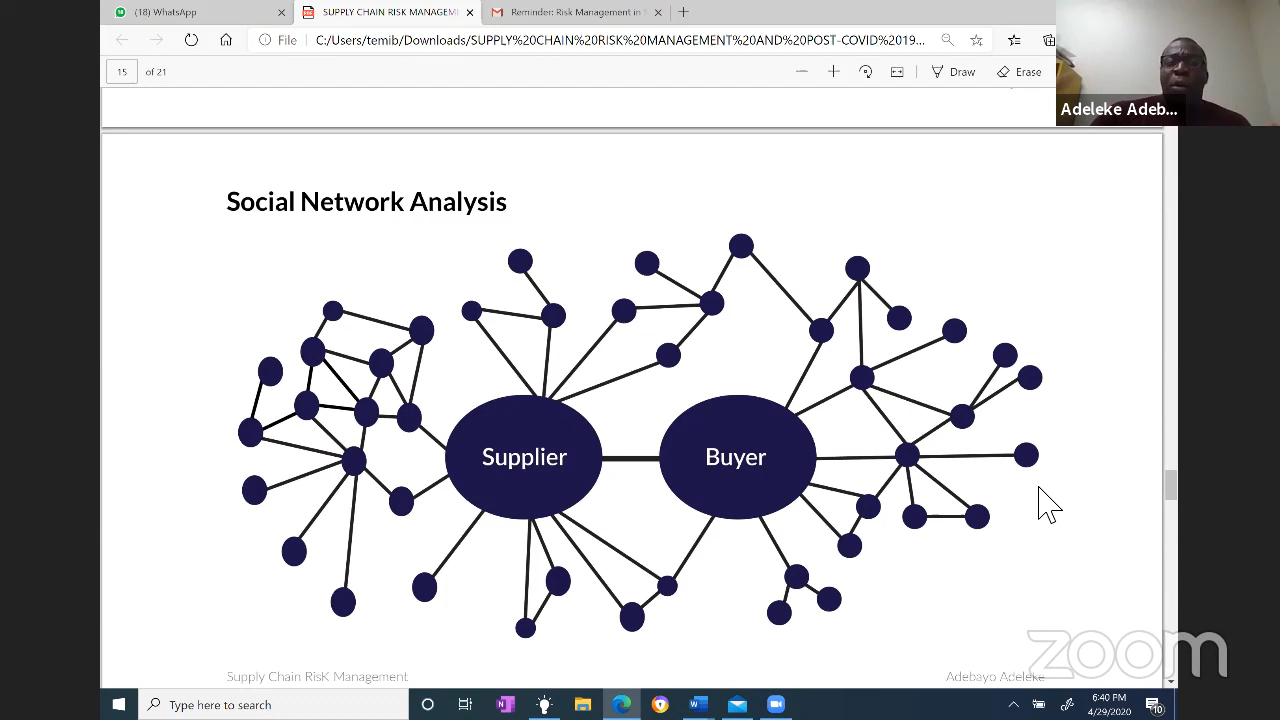 (18) WhatsApp
SUPPLY CHAIN RISK MANAGEM
Reminder: Risk Management in
File
C:/Users/temib/Downloads/SUPPLY%20CHAIN%20RISK%20MANAGEMENT%20AND%20POST-COVID%2019...
15 of 21
Draw
Erase
Adeleke Adeb...
Social Network Analysis
Supplier
Buyer
zoom
Supply Chain RisK Management
Adebayo Adeleke
Type here to search
6:40 PM
4/29/2020
10